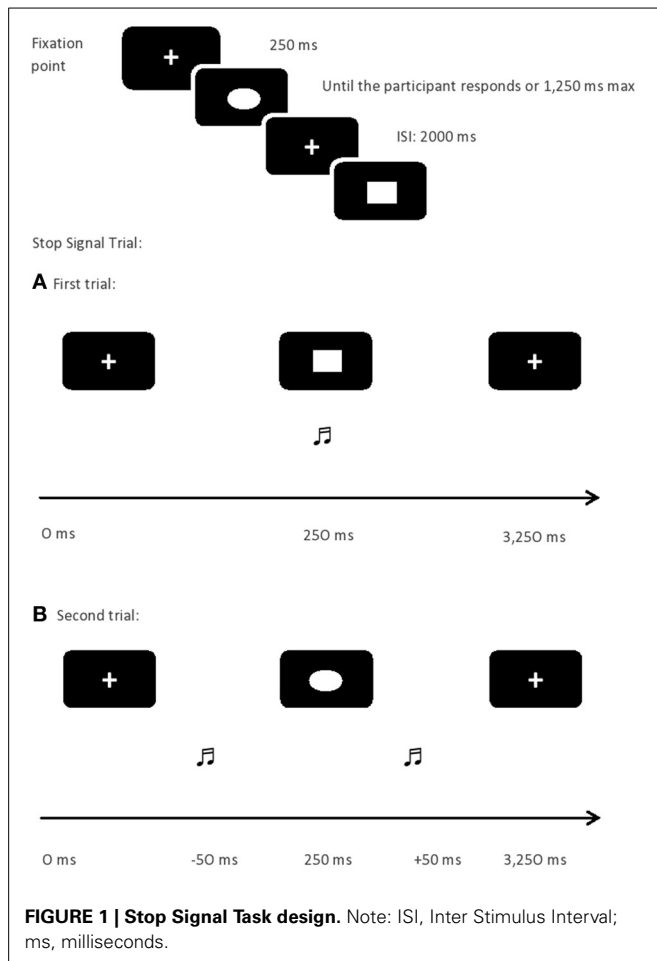 Fixation point
250 ms
Until the participant responds or 1,250 ms max
ISI: 2000 ms
Stop Signal Trial:
A First trial:
0 ms 250 ms 3,250 ms
B Second trial:
0 ms -50 ms 250 ms +50 ms 3,250 ms
FIGURE 1 | Stop Signal Task design. Note: ISI, Inter Stimulus Interval;
ms, milliseconds.